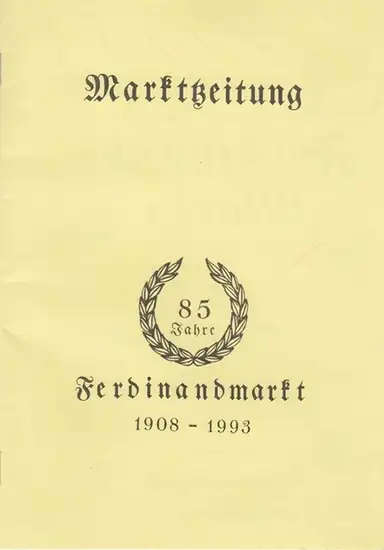 Marktzeitung
85
Jahre
Ferdinandmarkt
1908 - 1993